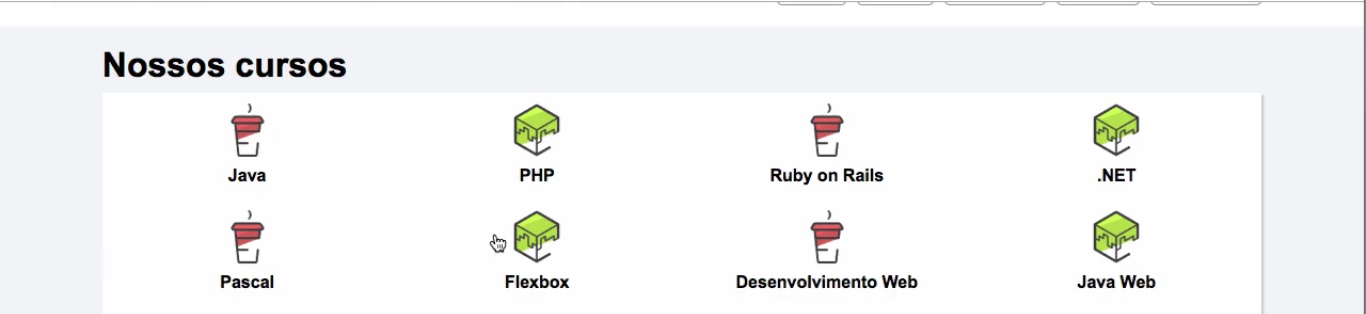 Nossos cursos
Java PHP Ruby on Rails .NET
Pascal Flexbox Desenvolvimento Web Java Web